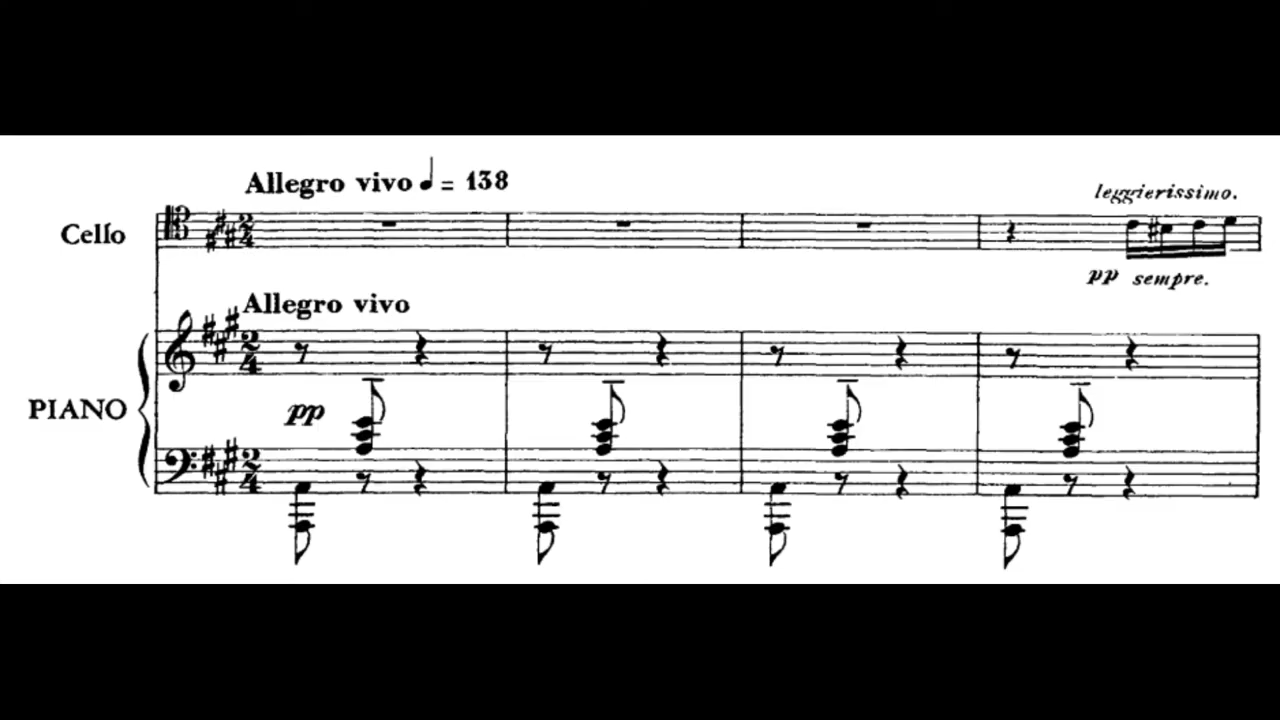 Allegro vivo ♩ = 138
leggierissimo.
Cello
pp sempre.
Allegro vivo
PIANO
pp